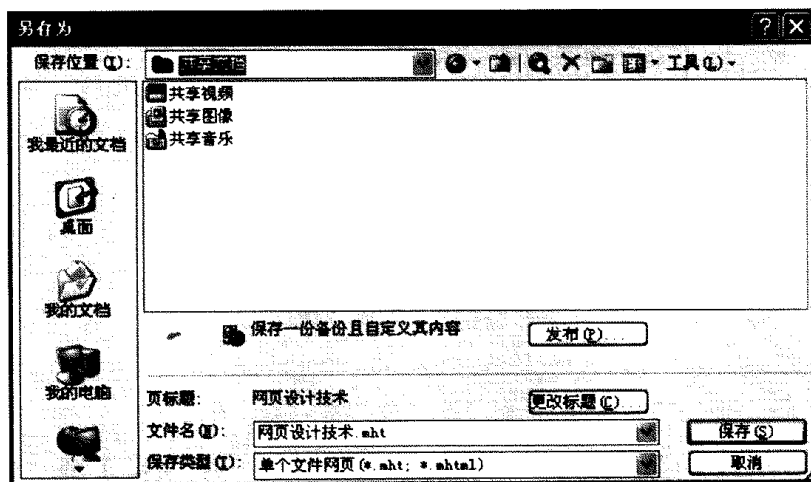 另存为
保存位置(I):
共享文档
工具(L)
共享视频
共享图像
共享音乐
我最近的文档
桌面
我的文档
我的电脑
保存一份备份且自定义其内容
发布(P)...
页标题:
网页设计技术
更改标题(C)...
文件名(N):
网页设计技术.mht
保存(S)
保存类型(T):
单个文件网页(*.mht; *.mhtml)
取消